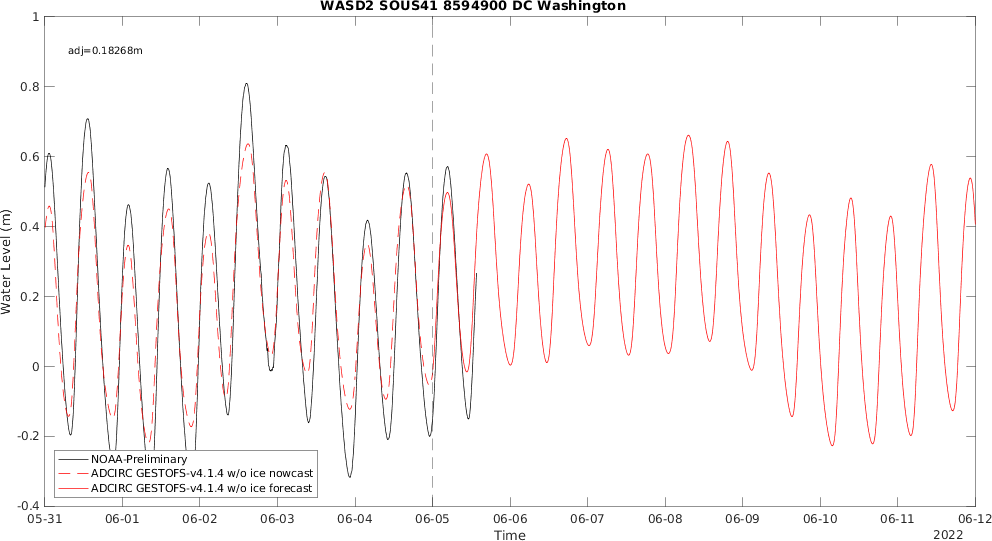 WASD2 SOUS41 8594900 DC Washington
adj=0.18268m
1
0.8
0.6
0.4
0.2
0
-0.2
-0.4
Water Level (m)
NOAA-Preliminary
ADCIRC GESTOFS-v4.1.4 w/o ice nowcast
ADCIRC GESTOFS-v4.1.4 w/o ice forecast
05-31 06-01 06-02 06-03 06-04 06-05 06-06 06-07 06-08 06-09 06-10 06-11 06-12
Time
2022